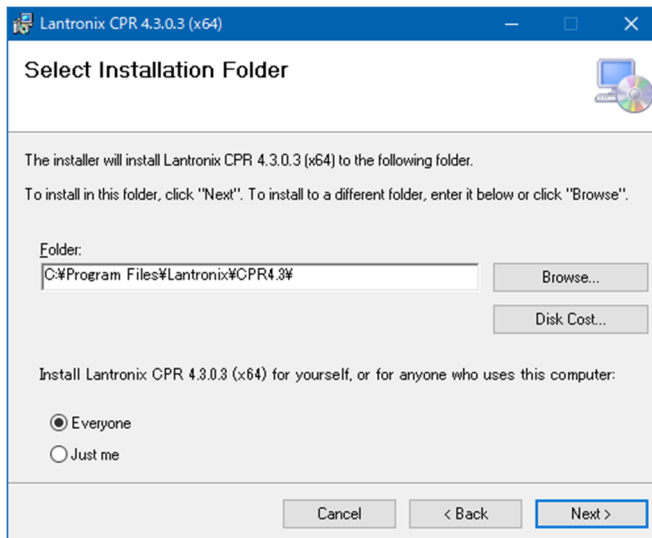 Lantronix CPR 4.3.0.3 (x64)
Select Installation Folder
The installer will install Lantronix CPR 4.3.0.3 (x64) to the following folder.
To install in this folder, click "Next". To install to a different folder, enter it below or click "Browse".
Folder:
C:¥Program Files¥Lantronix¥CPR4.3¥
Browse...
Disk Cost...
Install Lantronix CPR 4.3.0.3 (x64) for yourself, or for anyone who uses this computer:
Everyone
Just me
Cancel
< Back
Next >